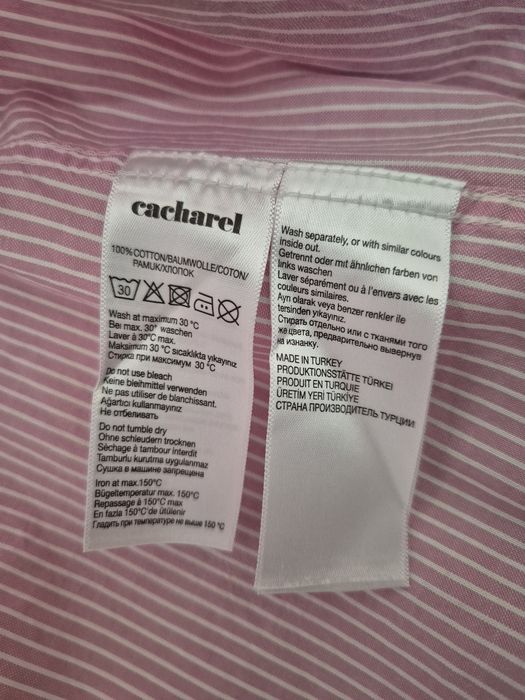 cacharel
100% COTTON/BAUMWOLLE/COTON/
PAMUK/ХЛОПОК
30
Wash at maximum 30 °C
Bei max. 30° waschen
Laver à 30°C max.
Maksimum 30 °C sıcaklıkta yıkayınız
Стирка при максимум 30 °C
Do not use bleach
Keine bleihmittel verwenden
Ne pas utiliser de blanchissant.
Ağartıcı kullanmayınız
Не отбеливать
Do not tumble dry
Ohne schleudern trocknen
Sèchage à tambour interdit
Tamburlu kurutma uygulanmaz
Сушка в машине запрещена
Iron at max.150°C
Bügeltemperatur max. 150°C
Repassage à 150°C max
En fazla 150°C de ütülenir
Гладить при температуре не выше 150 °C
Wash separately, or with similar colours
inside out.
Getrennt oder mit ähnlichen farben von
links waschen
Laver séparément ou à l'envers avec les
couleurs similaires.
Ayrı olarak veya benzer renkler ile
tersinden yıkayınız.
Стирать отдельно или с тканями того
же цвета, предварительно вывернув
на изнанку.
MADE IN TURKEY
PRODUKTIONSSTÄTTE TÜRKEI
PRODUIT EN TURQUIE
ÜRETİM YERİ TÜRKİYE
СТРАНА ПРОИЗВОДИТЕЛЬ ТУРЦИИ